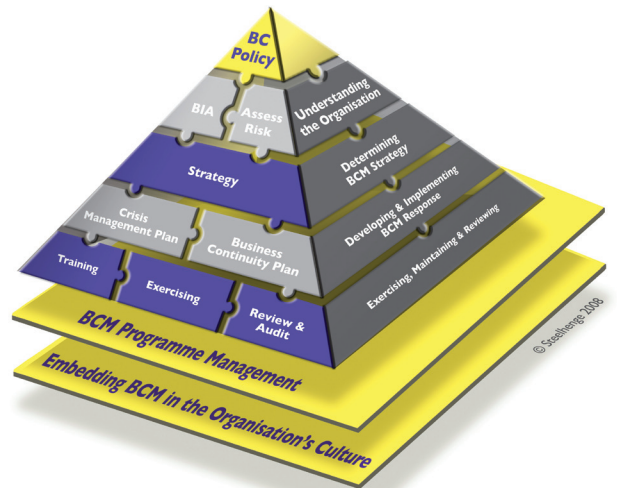 BC
Policy
BIA
Assess
Risk
Understanding
the Organisation
Strategy
Determining
BCM Strategy
Crisis
Management Plan
Business
Continuity Plan
Developing & Implementing
BCM Response
Training
Exercising
Review &
Audit
Exercising, Maintaining & Reviewing
BCM Programme Management
Embedding BCM in the Organisation's Culture
© Steelhenge 2008